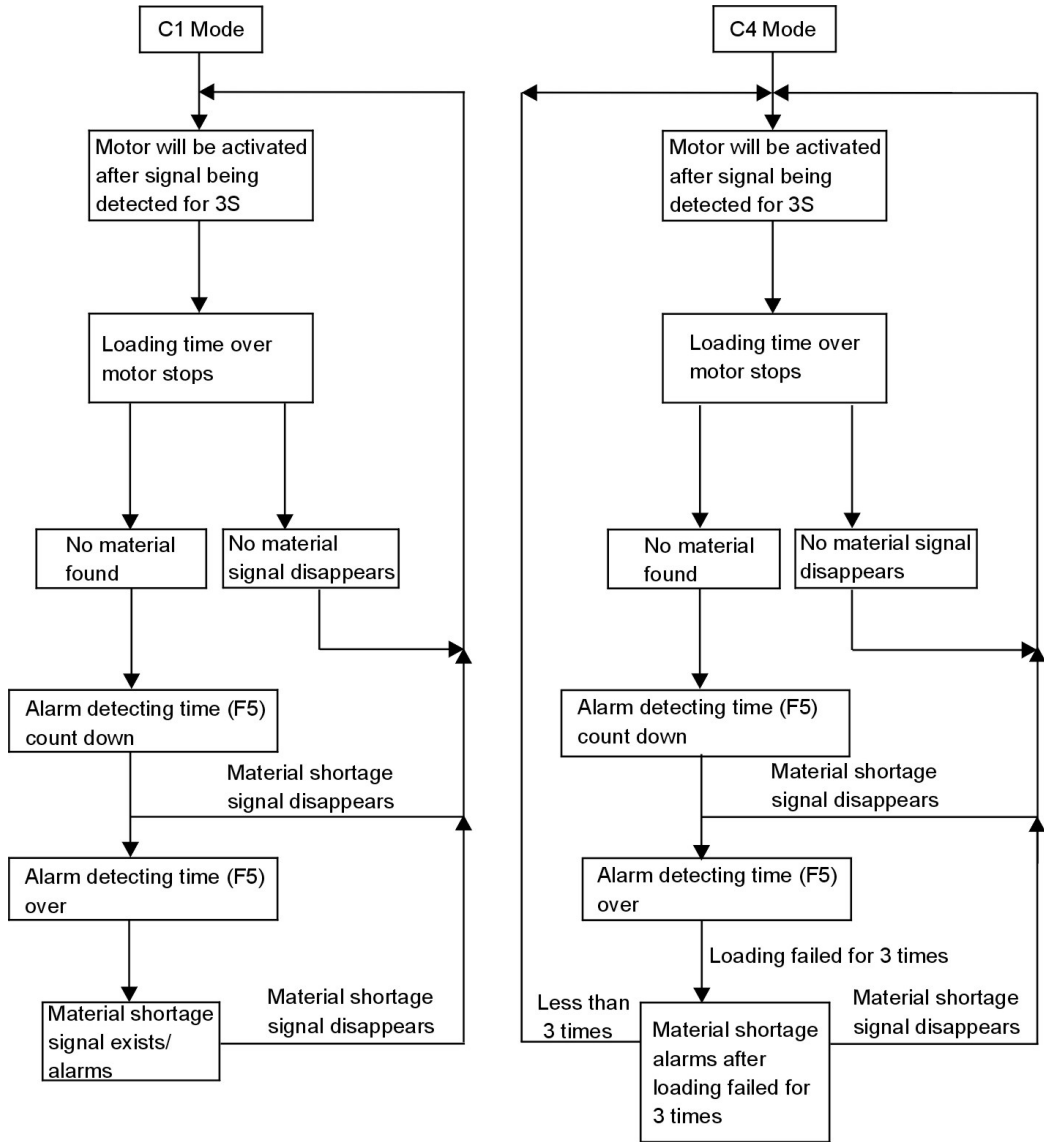 C1 Mode
Motor will be activated
after signal being
detected for 3S
Loading time over
motor stops
No material
found
No material
signal disappears
Alarm detecting time (F5)
count down
Material shortage
signal disappears
Alarm detecting time (F5)
over
Material shortage
signal exists/
alarms
Material shortage
signal disappears
C4 Mode
Motor will be activated
after signal being
detected for 3S
Loading time over
motor stops
No material
found
No material signal
disappears
Alarm detecting time (F5)
count down
Material shortage
signal disappears
Alarm detecting time (F5)
over
Loading failed for 3 times
Less than
3 times
Material shortage
alarms after
loading failed for
3 times
Material shortage
signal disappears